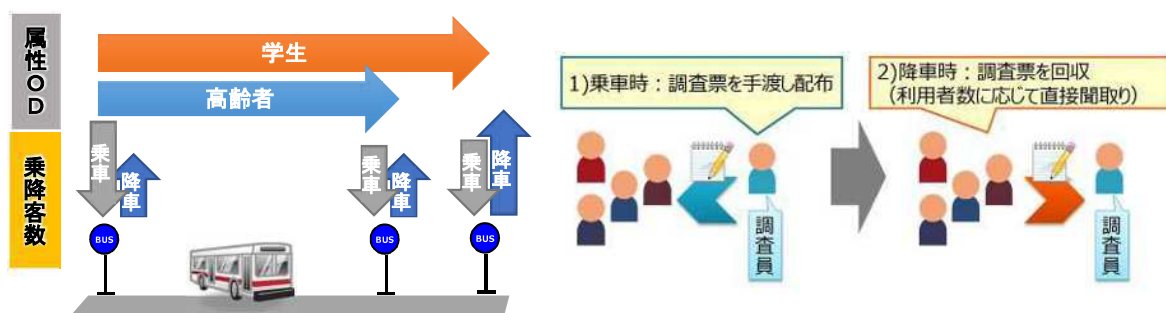 属性OD
学生
高齢者
乗降客数
乗車
降車
乗車
降車
乗車
降車
BUS
BUS
BUS
1)乗車時：調査票を手渡し配布
調査員
2)降車時：調査票を回収
（利用者数に応じて直接聞取り）
調査員